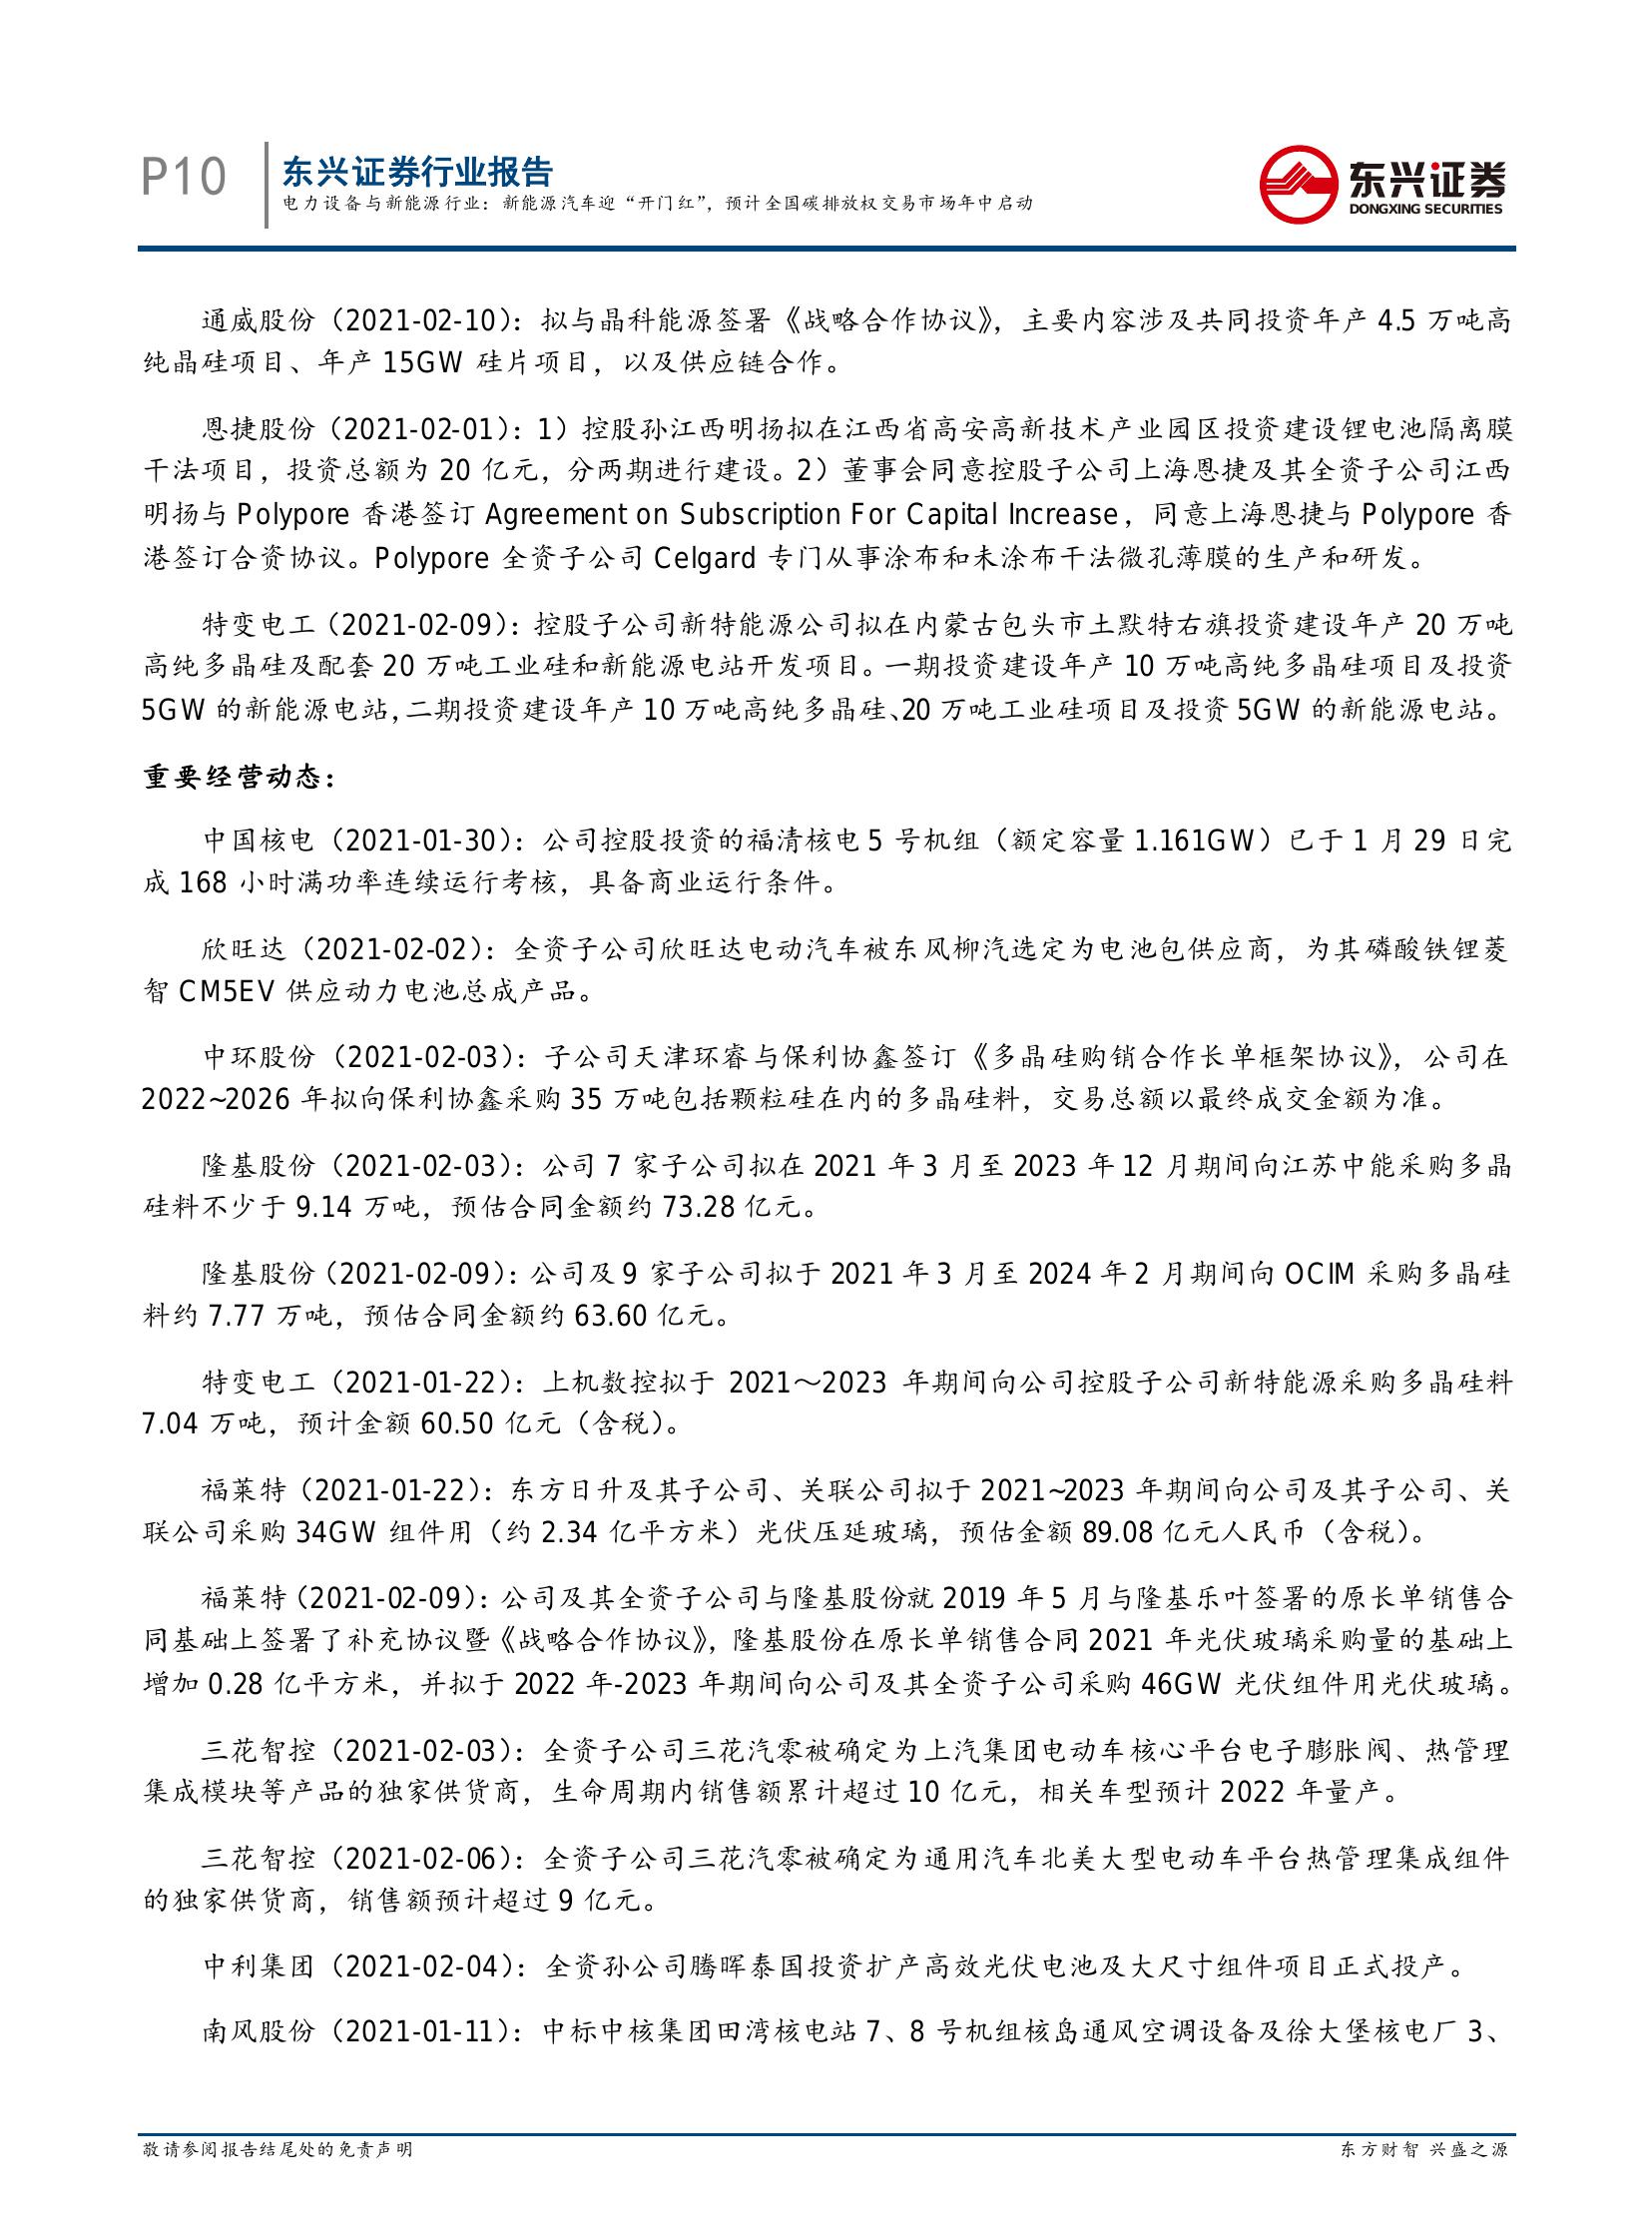 P10
东兴证券行业报告
电力设备与新能源行业：新能源汽车迎“开门红”，预计全国碳排放权交易市场年中启动
东兴证券
DONGXING SECURITIES
通威股份（2021-02-10）：拟与晶科能源签署《战略合作协议》，主要内容涉及共同投资年产 4.5 万吨高
纯晶硅项目、年产 15GW 硅片项目，以及供应链合作。
恩捷股份（2021-02-01）：1）控股孙江西明扬拟在江西省高安高新技术产业园区投资建设锂电池隔离膜
干法项目，投资总额为 20 亿元，分两期进行建设。2）董事会同意控股子公司上海恩捷及其全资子公司江西
明扬与 Polypore 香港签订 Agreement on Subscription For Capital Increase，同意上海恩捷与 Polypore 香
港签订合资协议。Polypore 全资子公司 Celgard 专门从事涂布和未涂布干法微孔薄膜的生产和研发。
特变电工（2021-02-09）：控股子公司新特能源公司拟在内蒙古包头市土默特右旗投资建设年产 20 万吨
高纯多晶硅及配套 20 万吨工业硅和新能源电站开发项目。一期投资建设年产 10 万吨高纯多晶硅项目及投资
5GW 的新能源电站，二期投资建设年产 10 万吨高纯多晶硅、20 万吨工业硅项目及投资 5GW 的新能源电站。
重要经营动态：
中国核电（2021-01-30）：公司控股投资的福清核电 5 号机组（额定容量 1.161GW）已于 1 月 29 日完
成 168 小时满功率连续运行考核，具备商业运行条件。
欣旺达（2021-02-02）：全资子公司欣旺达电动汽车被东风柳汽选定为电池包供应商，为其磷酸铁锂菱
智 CM5EV 供应动力电池总成产品。
中环股份（2021-02-03）：子公司天津环睿与保利协鑫签订《多晶硅购销合作长单框架协议》，公司在
2022~2026 年拟向保利协鑫采购 35 万吨包括颗粒硅在内的多晶硅料，交易总额以最终成交金额为准。
隆基股份（2021-02-03）：公司 7 家子公司拟在 2021 年 3 月至 2023 年 12 月期间向江苏中能采购多晶
硅料不少于 9.14 万吨，预估合同金额约 73.28 亿元。
隆基股份（2021-02-09）：公司及 9 家子公司拟于 2021 年 3 月至 2024 年 2 月期间向 OCIM 采购多晶硅
料约 7.77 万吨，预估合同金额约 63.60 亿元。
特变电工（2021-01-22）：上机数控拟于 2021～2023 年期间向公司控股子公司新特能源采购多晶硅料
7.04 万吨，预计金额 60.50 亿元（含税）。
福莱特（2021-01-22）：东方日升及其子公司、关联公司拟于 2021~2023 年期间向公司及其子公司、关
联公司采购 34GW 组件用（约 2.34 亿平方米）光伏压延玻璃，预估金额 89.08 亿元人民币（含税）。
福莱特（2021-02-09）：公司及其全资子公司与隆基股份就 2019 年 5 月与隆基乐叶签署的原长单销售合
同基础上签署了补充协议暨《战略合作协议》，隆基股份在原长单销售合同 2021 年光伏玻璃采购量的基础上
增加 0.28 亿平方米，并拟于 2022 年-2023 年期间向公司及其全资子公司采购 46GW 光伏组件用光伏玻璃。
三花智控（2021-02-03）：全资子公司三花汽零被确定为上汽集团电动车核心平台电子膨胀阀、热管理
集成模块等产品的独家供货商，生命周期内销售额累计超过 10 亿元，相关车型预计 2022 年量产。
三花智控（2021-02-06）：全资子公司三花汽零被确定为通用汽车北美大型电动车平台热管理集成组件
的独家供货商，销售额预计超过 9 亿元。
中利集团（2021-02-04）：全资孙公司腾晖泰国投资扩产高效光伏电池及大尺寸组件项目正式投产。
南风股份（2021-01-11）：中标中核集团田湾核电站 7、8 号机组核岛通风空调设备及徐大堡核电厂 3、
敬请参阅报告结尾处的免责声明
东方财智 兴盛之源